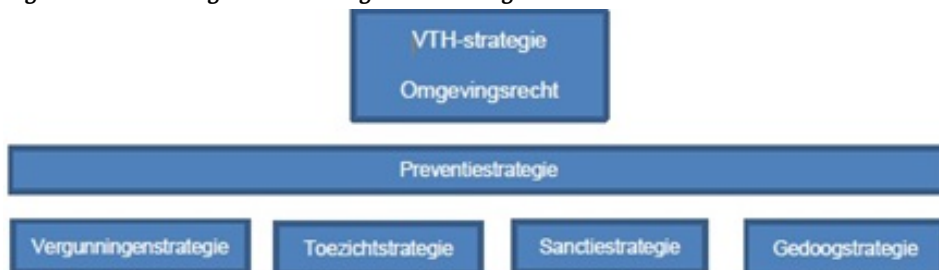 VTH-strategie
Omgevingsrecht
Preventiestrategie
Vergunningenstrategie
Toezichtstrategie
Sanctiestrategie
Gedoogstrategie